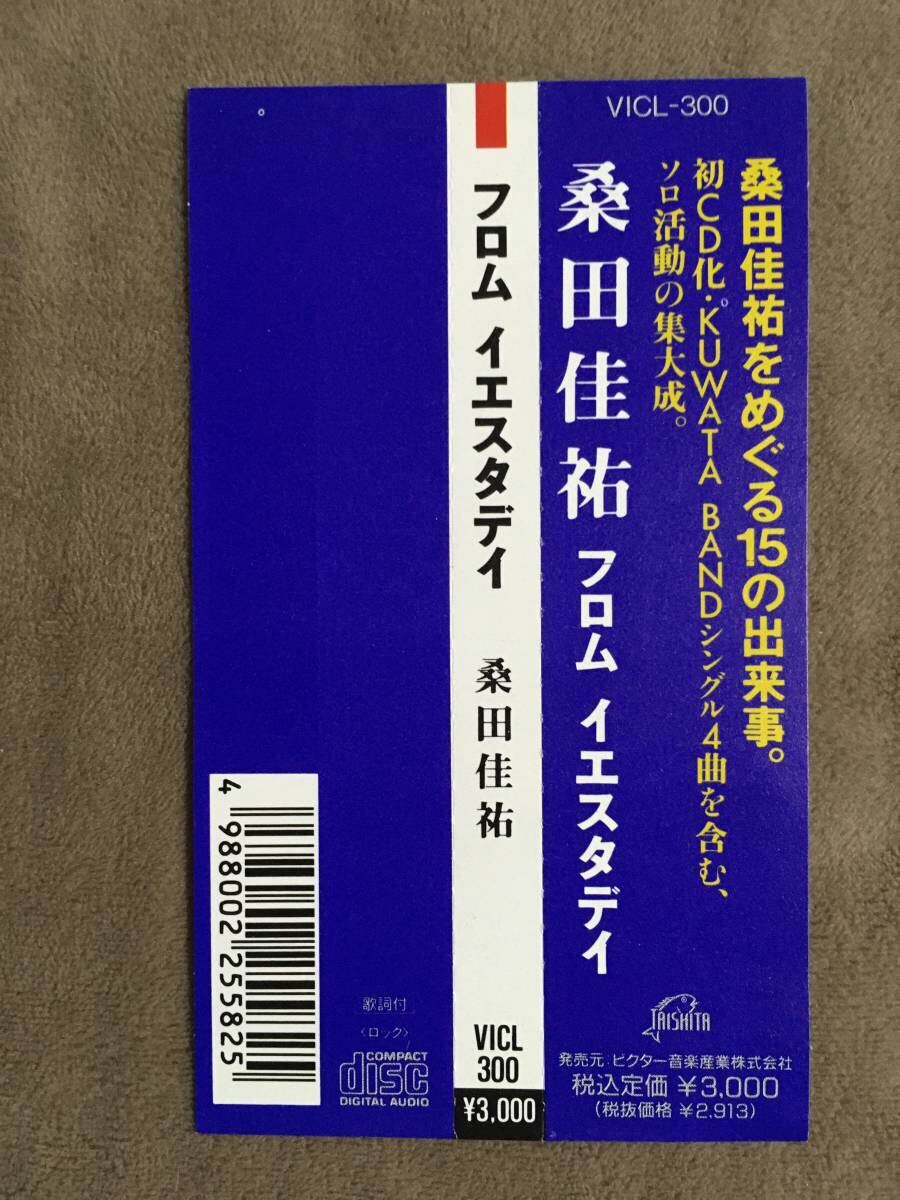 VICL-300
桑田佳祐をめぐる15の出来事。
初CD化・KUWATA BANDシングル4曲を含む、
ソロ活動の集大成。
桑田佳祐 フロム イエスタデイ
TAISHITA
発売元:ビクター音楽産業株式会社
税込定価 ¥3,000
(税抜価格 ¥2,913)
フロム イエスタデイ 桑田佳祐
VICL
300
¥3,000
歌詞付
〈ロック〉
COMPACT
disc
DIGITAL AUDIO
4 988002 255825